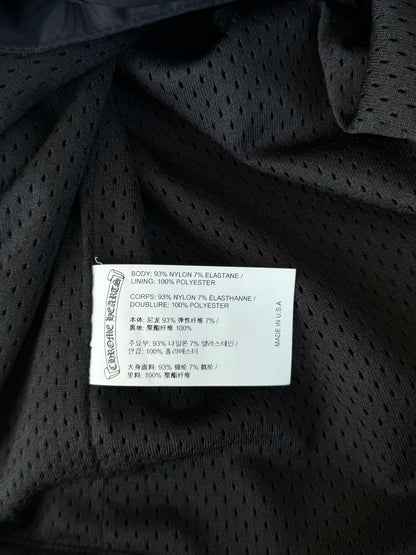 CHROME HEARTS
BODY: 93% NYLON 7% ELASTANE /
LINING: 100% POLYESTER
CORPS: 93% NYLON 7% ELASTHANNE /
DOUBLURE: 100% POLYESTER
本体: 尼龙 93% 弹性纤维 7% /
裏地: 聚酯纤维 100%
주요부: 93% 나일론 7% 엘라스테인 /
안감: 100% 폴리에스터
大身面料: 93% 锦纶 7% 氨纶 /
里料: 100% 聚酯纤维
MADE IN U.S.A